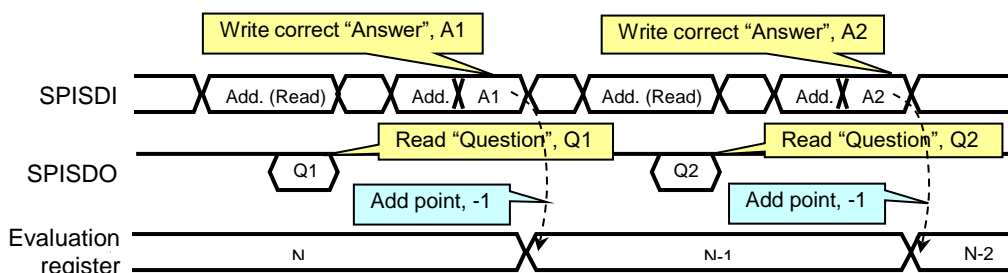 Write correct “Answer”, A1
Write correct “Answer”, A2
SPISDI
Add. (Read)
Add.
A1
Add. (Read)
Add.
A2
Read “Question”, Q1
Read “Question”, Q2
SPISDO
Q1
Q2
Add point, -1
Add point, -1
Evaluation
register
N
N-1
N-2